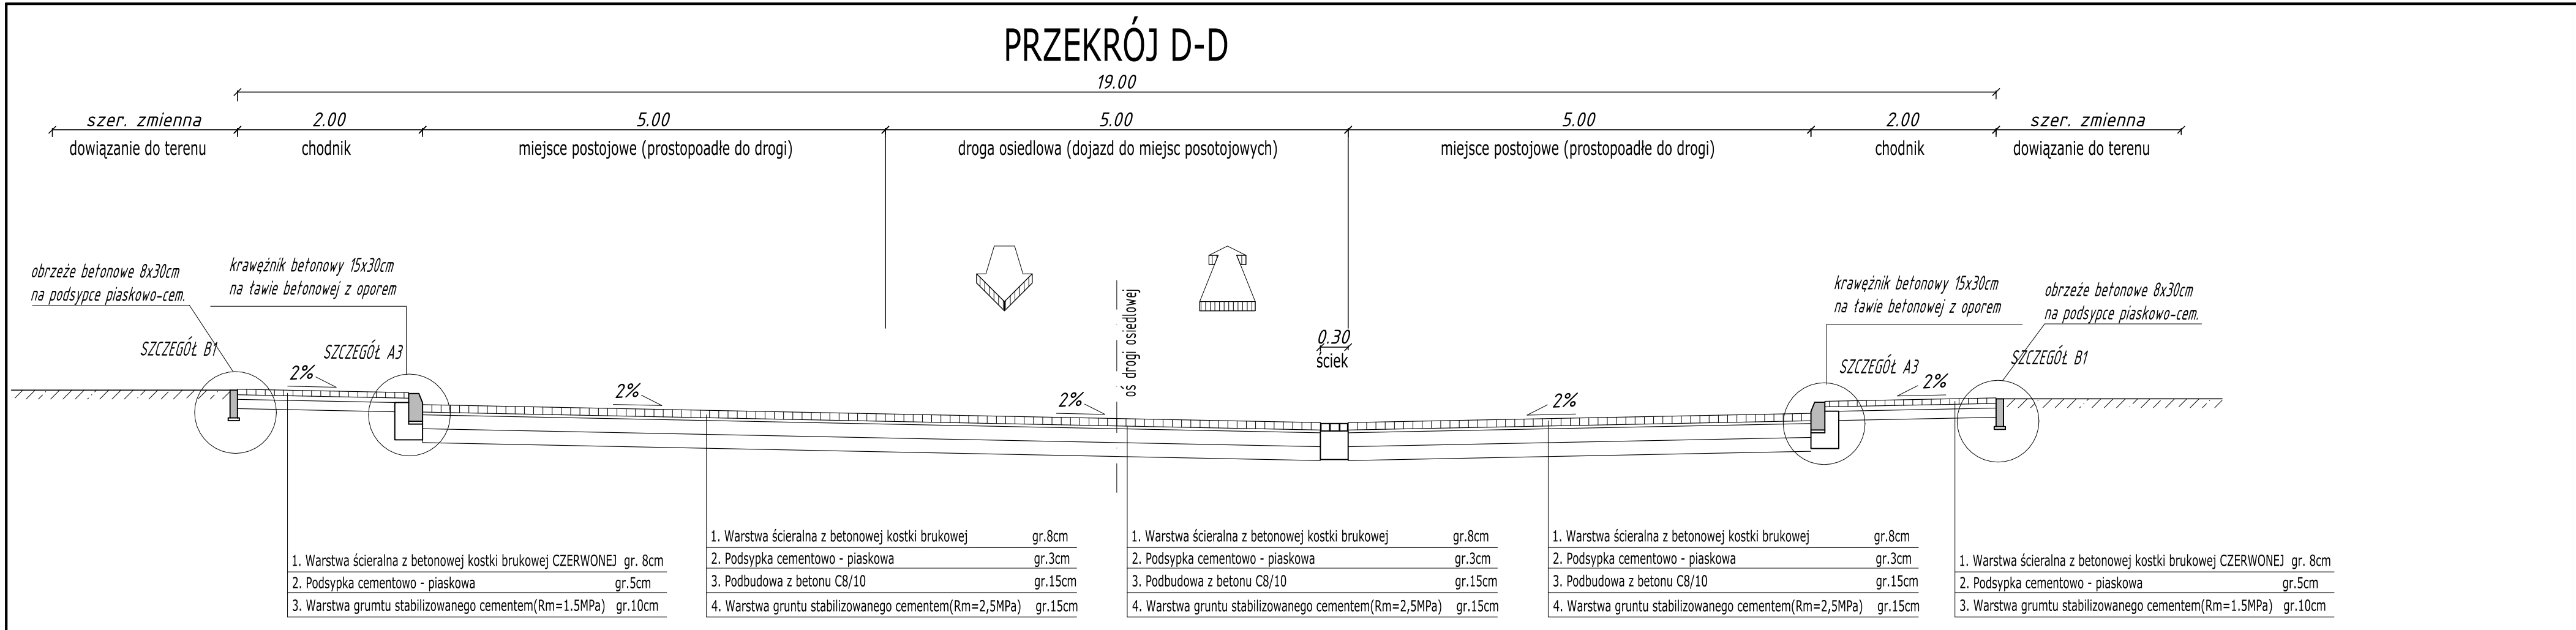 PRZEKRÓJ D-D
19.00
szer. zmienna
2.00
5.00
5.00
5.00
2.00
szer. zmienna
dowiązanie do terenu
chodnik
miejsce postojowe (prostopoadłe do drogi)
droga osiedlowa (dojazd do miejsc posotojowych)
miejsce postojowe (prostopoadłe do drogi)
chodnik
dowiązanie do terenu
obrzeże betonowe 8x30cm
na podsypce piaskowo-cem.
krawężnik betonowy 15x30cm
na ławie betonowej z oporem
SZCZEGÓŁ B1
SZCZEGÓŁ A3
oś drogi osiedlowej
0.30
ściek
krawężnik betonowy 15x30cm
na ławie betonowej z oporem
obrzeże betonowe 8x30cm
na podsypce piaskowo-cem.
SZCZEGÓŁ A3
SZCZEGÓŁ B1
2%
2%
2%
2%
2%
1. Warstwa ścieralna z betonowej kostki brukowej CZERWONEJ gr. 8cm
2. Podsypka cementowo - piaskowa gr.5cm
3. Warstwa grumtu stabilizowanego cementem(Rm=1.5MPa) gr.10cm
1. Warstwa ścieralna z betonowej kostki brukowej gr.8cm
2. Podsypka cementowo - piaskowa gr.3cm
3. Podbudowa z betonu C8/10 gr.15cm
4. Warstwa gruntu stabilizowanego cementem(Rm=2,5MPa) gr.15cm
1. Warstwa ścieralna z betonowej kostki brukowej gr.8cm
2. Podsypka cementowo - piaskowa gr.3cm
3. Podbudowa z betonu C8/10 gr.15cm
4. Warstwa gruntu stabilizowanego cementem(Rm=2,5MPa) gr.15cm
1. Warstwa ścieralna z betonowej kostki brukowej gr.8cm
2. Podsypka cementowo - piaskowa gr.3cm
3. Podbudowa z betonu C8/10 gr.15cm
4. Warstwa gruntu stabilizowanego cementem(Rm=2,5MPa) gr.15cm
1. Warstwa ścieralna z betonowej kostki brukowej CZERWONEJ gr. 8cm
2. Podsypka cementowo - piaskowa gr.5cm
3. Warstwa grumtu stabilizowanego cementem(Rm=1.5MPa) gr.10cm